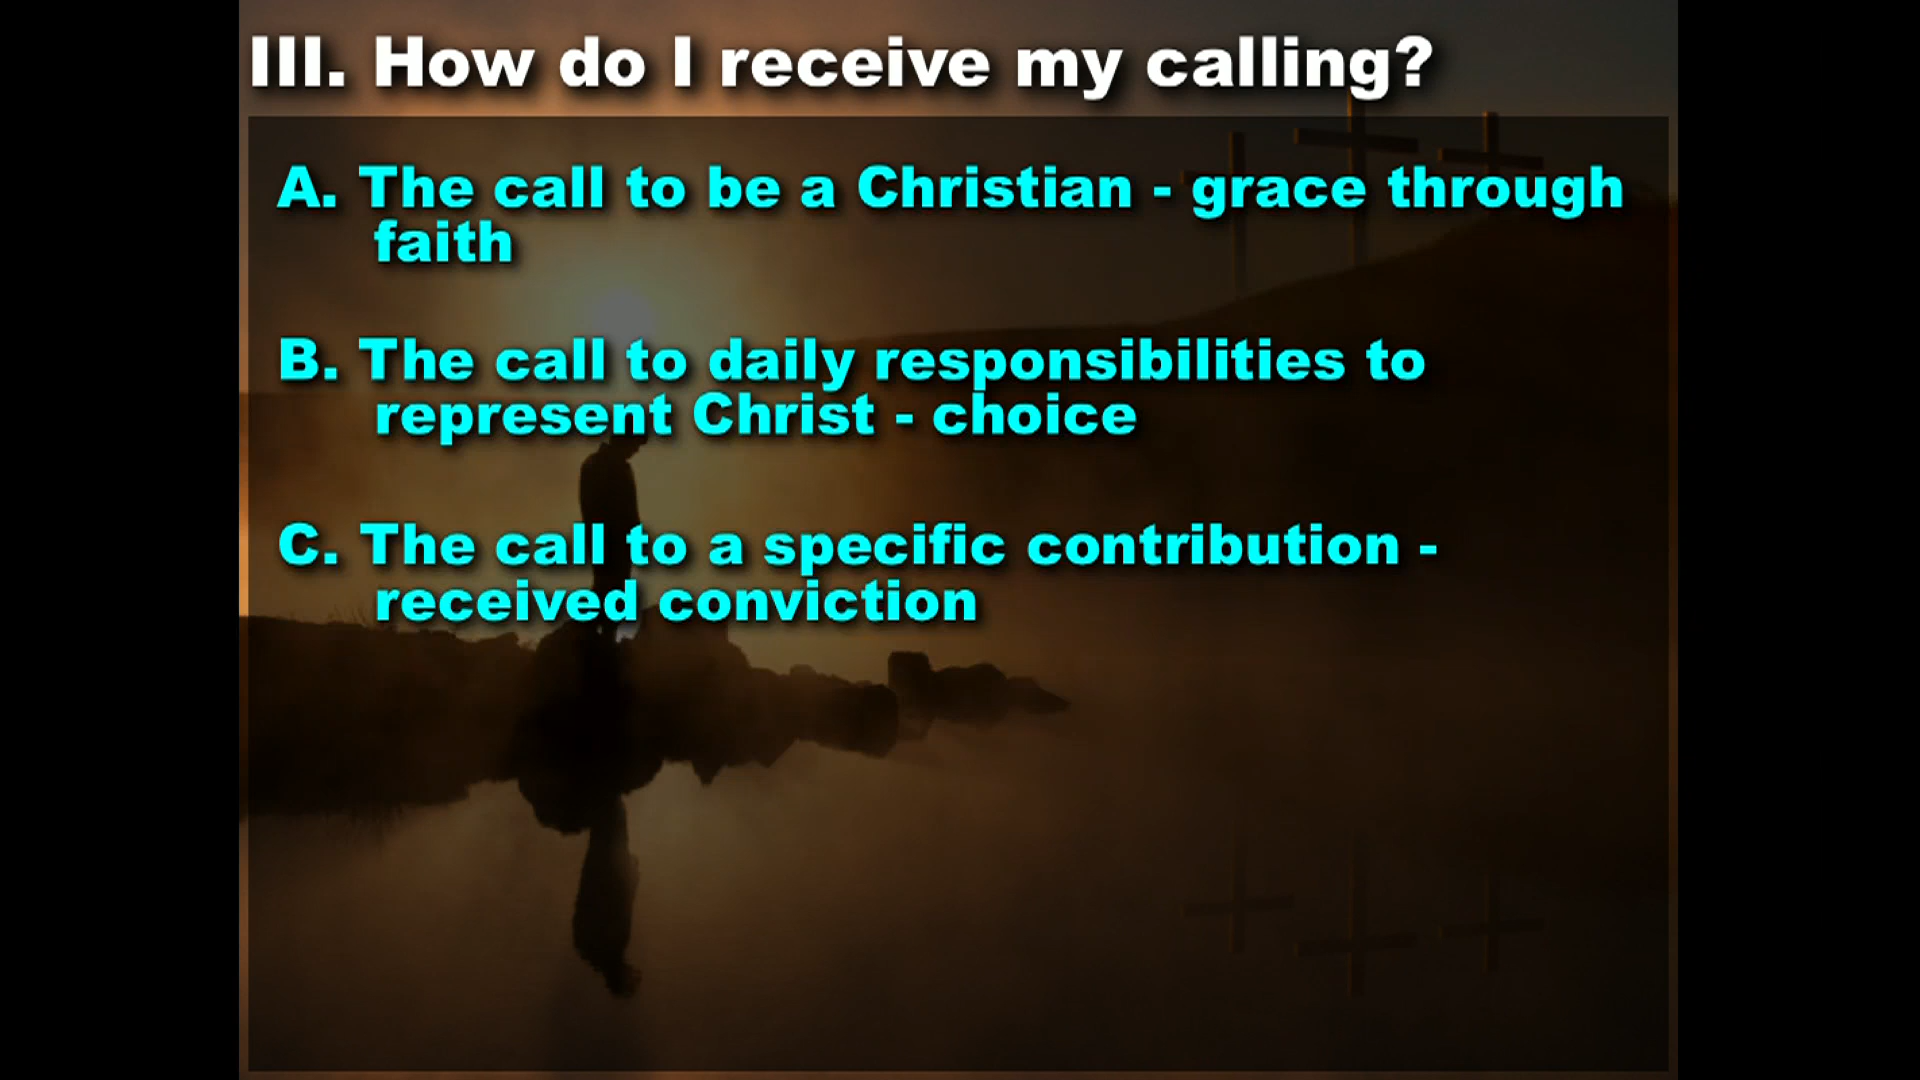 III. How do I receive my calling?
A. The call to be a Christian - grace through
faith
B. The call to daily responsibilities to
represent Christ - choice
C. The call to a specific contribution -
received conviction